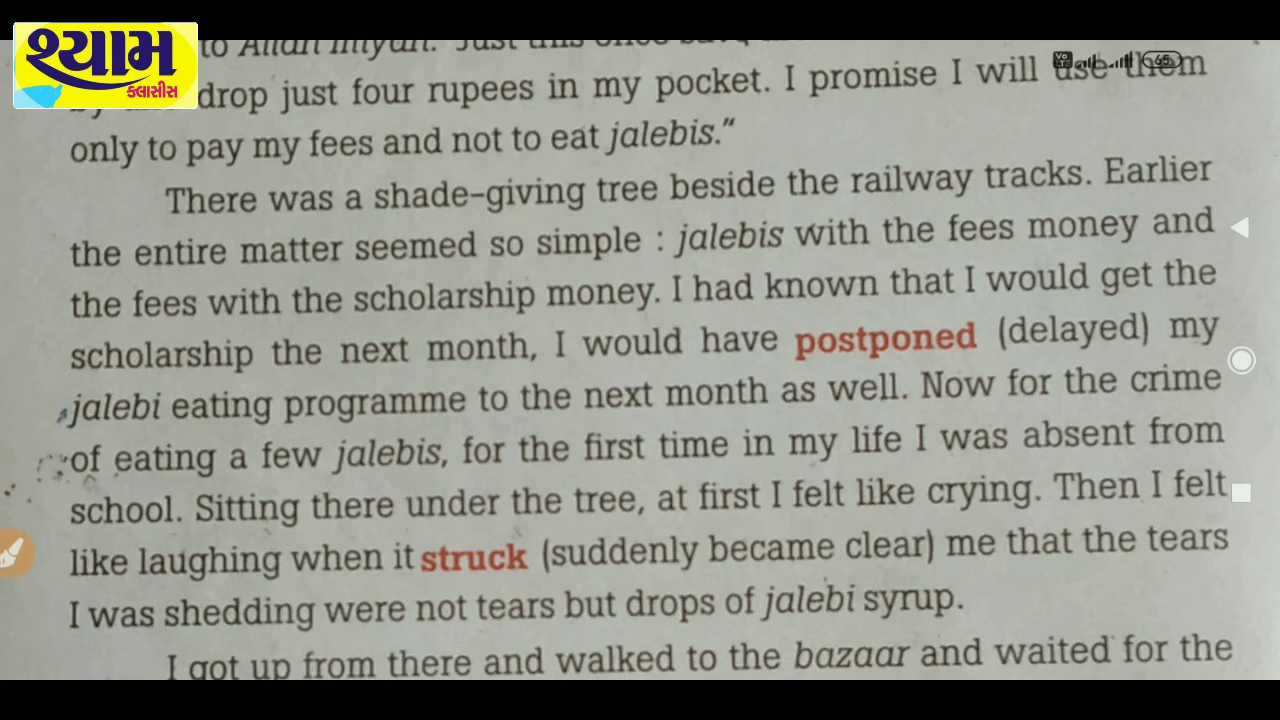 શ્યામ
ક્લાસીસ
to Allah miyan. "Just this once
drop just four rupees in my pocket. I promise I will use them
65
only to pay my fees and not to eat jalebis."
There was a shade-giving tree beside the railway tracks. Earlier
the entire matter seemed so simple : jalebis with the fees money and
the fees with the scholarship money. I had known that I would get the
scholarship the next month, I would have postponed (delayed) my
jalebi eating programme to the next month as well. Now for the crime
of eating a few jalebis, for the first time in my life I was absent from
school. Sitting there under the tree, at first I felt like crying. Then I felt
like laughing when it struck (suddenly became clear) me that the tears
I was shedding were not tears but drops of jalebi syrup.
I got up from there and walked to the bazaar and waited for the